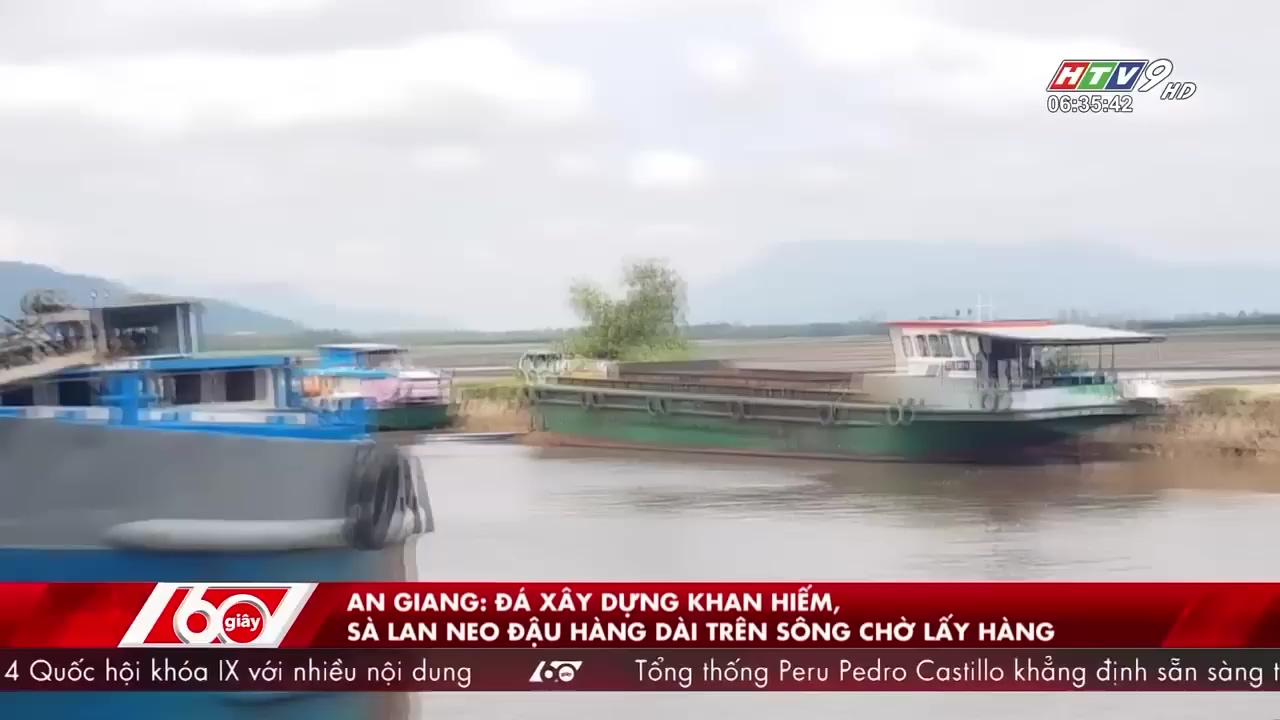 HTV9 HD
06:35:42
60 giây
AN GIANG: ĐÁ XÂY DỰNG KHAN HIẾM,
SÀ LAN NEO ĐẬU HÀNG DÀI TRÊN SÔNG CHỜ LẤY HÀNG
4 Quốc hội khóa IX với nhiều nội dung 60 giây Tổng thống Peru Pedro Castillo khẳng định sẵn sàng t